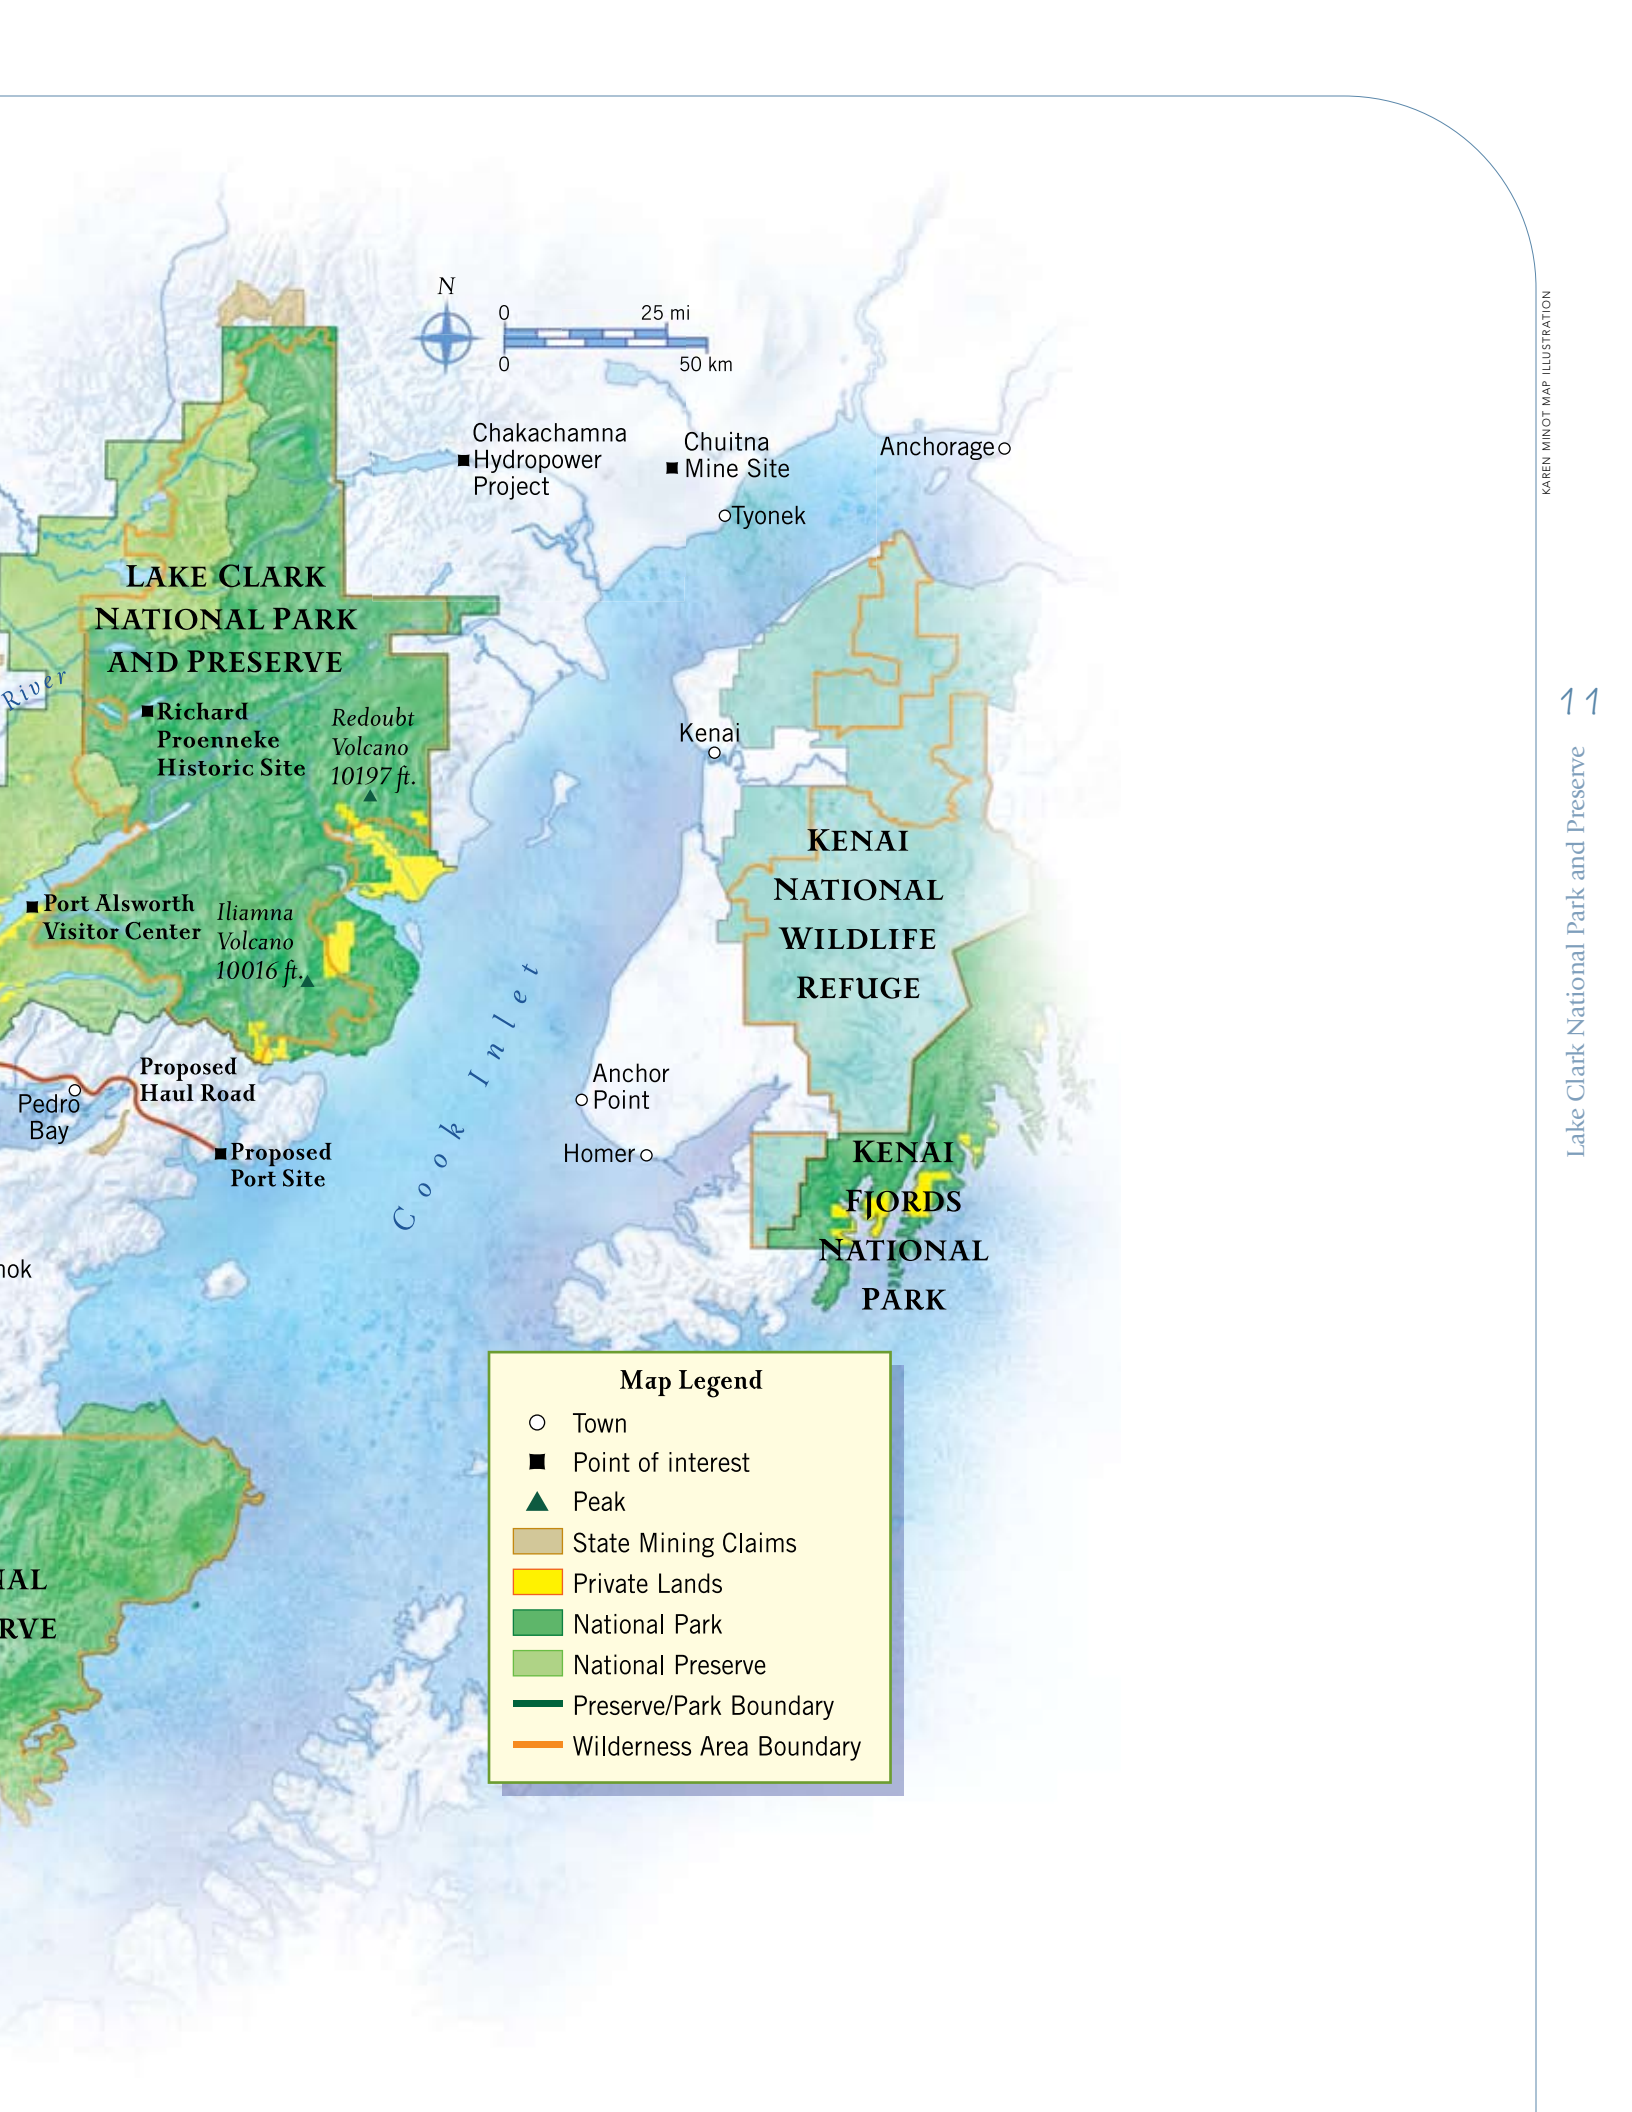 N
0
25 mi
0
50 km
Chakachamna
Hydropower
Project
Chuitna
Mine Site
Anchorage
Tyonek
LAKE CLARK
NATIONAL PARK
AND PRESERVE
River
Richard
Proenneke
Historic Site
Redoubt
Volcano
10197 ft.
Kenai
KENAI
NATIONAL
WILDLIFE
REFUGE
Port Alsworth
Visitor Center
Iliamna
Volcano
10016 ft.
Cook Inlet
Proposed
Haul Road
Pedro
Bay
Anchor
Point
Proposed
Port Site
Homer
KENAI
FJORDS
NATIONAL
PARK
nok
IAL
RVE
Map Legend
Town
Point of interest
Peak
State Mining Claims
Private Lands
National Park
National Preserve
Preserve/Park Boundary
Wilderness Area Boundary
KAREN MINOT MAP ILLUSTRATION
11
Lake Clark National Park and Preserve